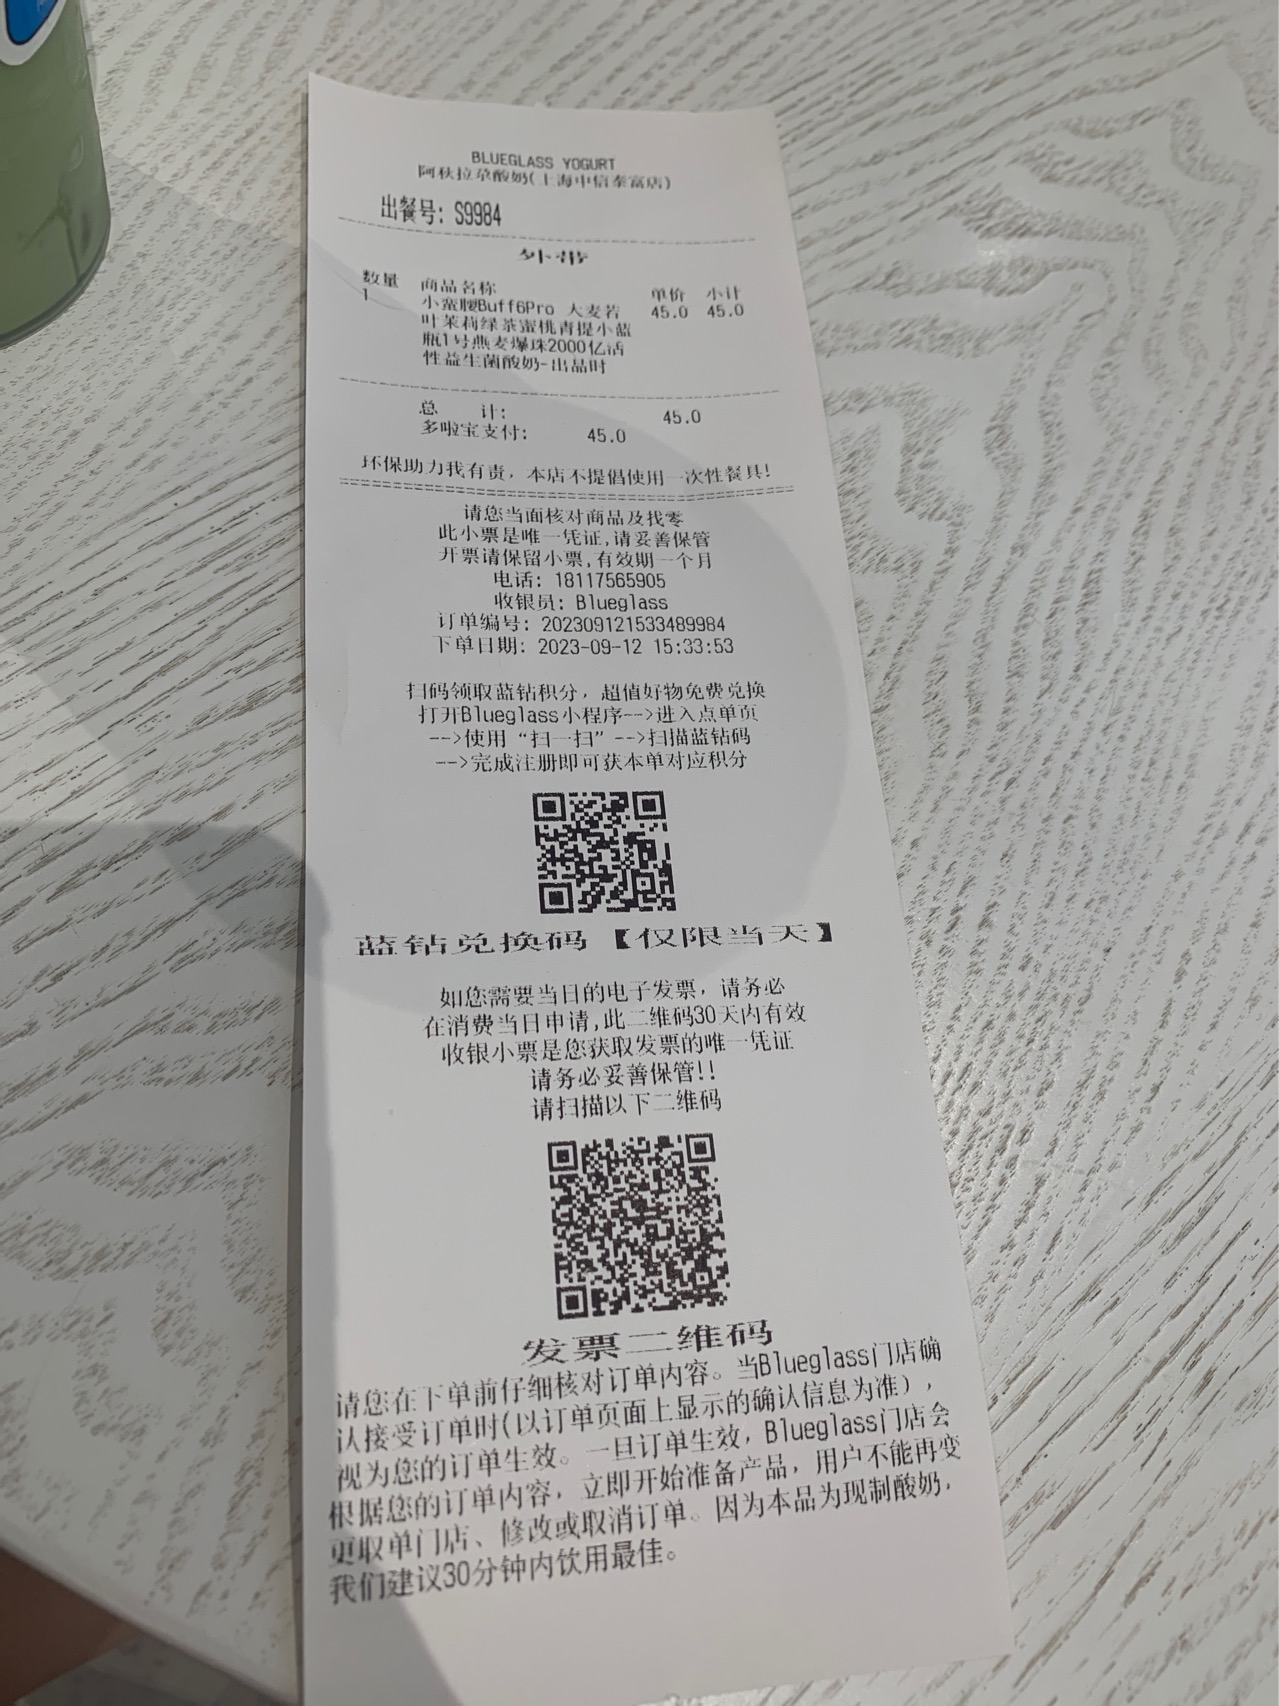 BLUEGLASS YOGURT
阿秋拉尕酸奶(上海中信泰富店)
出餐号: S9984
外带
数量 商品名称 单价 小计
1 小蛮腰Buff6Pro 大麦若 45.0 45.0
叶茉莉绿茶蜜桃青提小蓝
瓶1号燕麦爆珠2000亿活
性益生菌酸奶-出品时
总 计: 45.0
多啦宝支付: 45.0
环保助力我有责, 本店不提倡使用一次性餐具!
请您当面核对商品及找零
此小票是唯一凭证,请妥善保管
开票请保留小票,有效期一个月
电话: 18117565905
收银员: Blueglass
订单编号: 202309121533489984
下单日期: 2023-09-12 15:33:53
扫码领取蓝钻积分, 超值好物免费兑换
打开Blueglass小程序-->进入点单页
-->使用“扫一扫”-->扫描蓝钻码
-->完成注册即可获本单对应积分
蓝钻兑换码【仅限当天】
如您需要当日的电子发票, 请务必
在消费当日申请,此二维码30天内有效
收银小票是您获取发票的唯一凭证
请务必妥善保管!!
请扫描以下二维码
发票二维码
请您在下单前仔细核对订单内容。当Blueglass门店确
认接受订单时(以订单页面上显示的确认信息为准),
视为您的订单生效。一旦订单生效, Blueglass门店会
根据您的订单内容, 立即开始准备产品, 用户不能再变
更取单门店、修改或取消订单。因为本品为现制酸奶,
我们建议30分钟内饮用最佳。